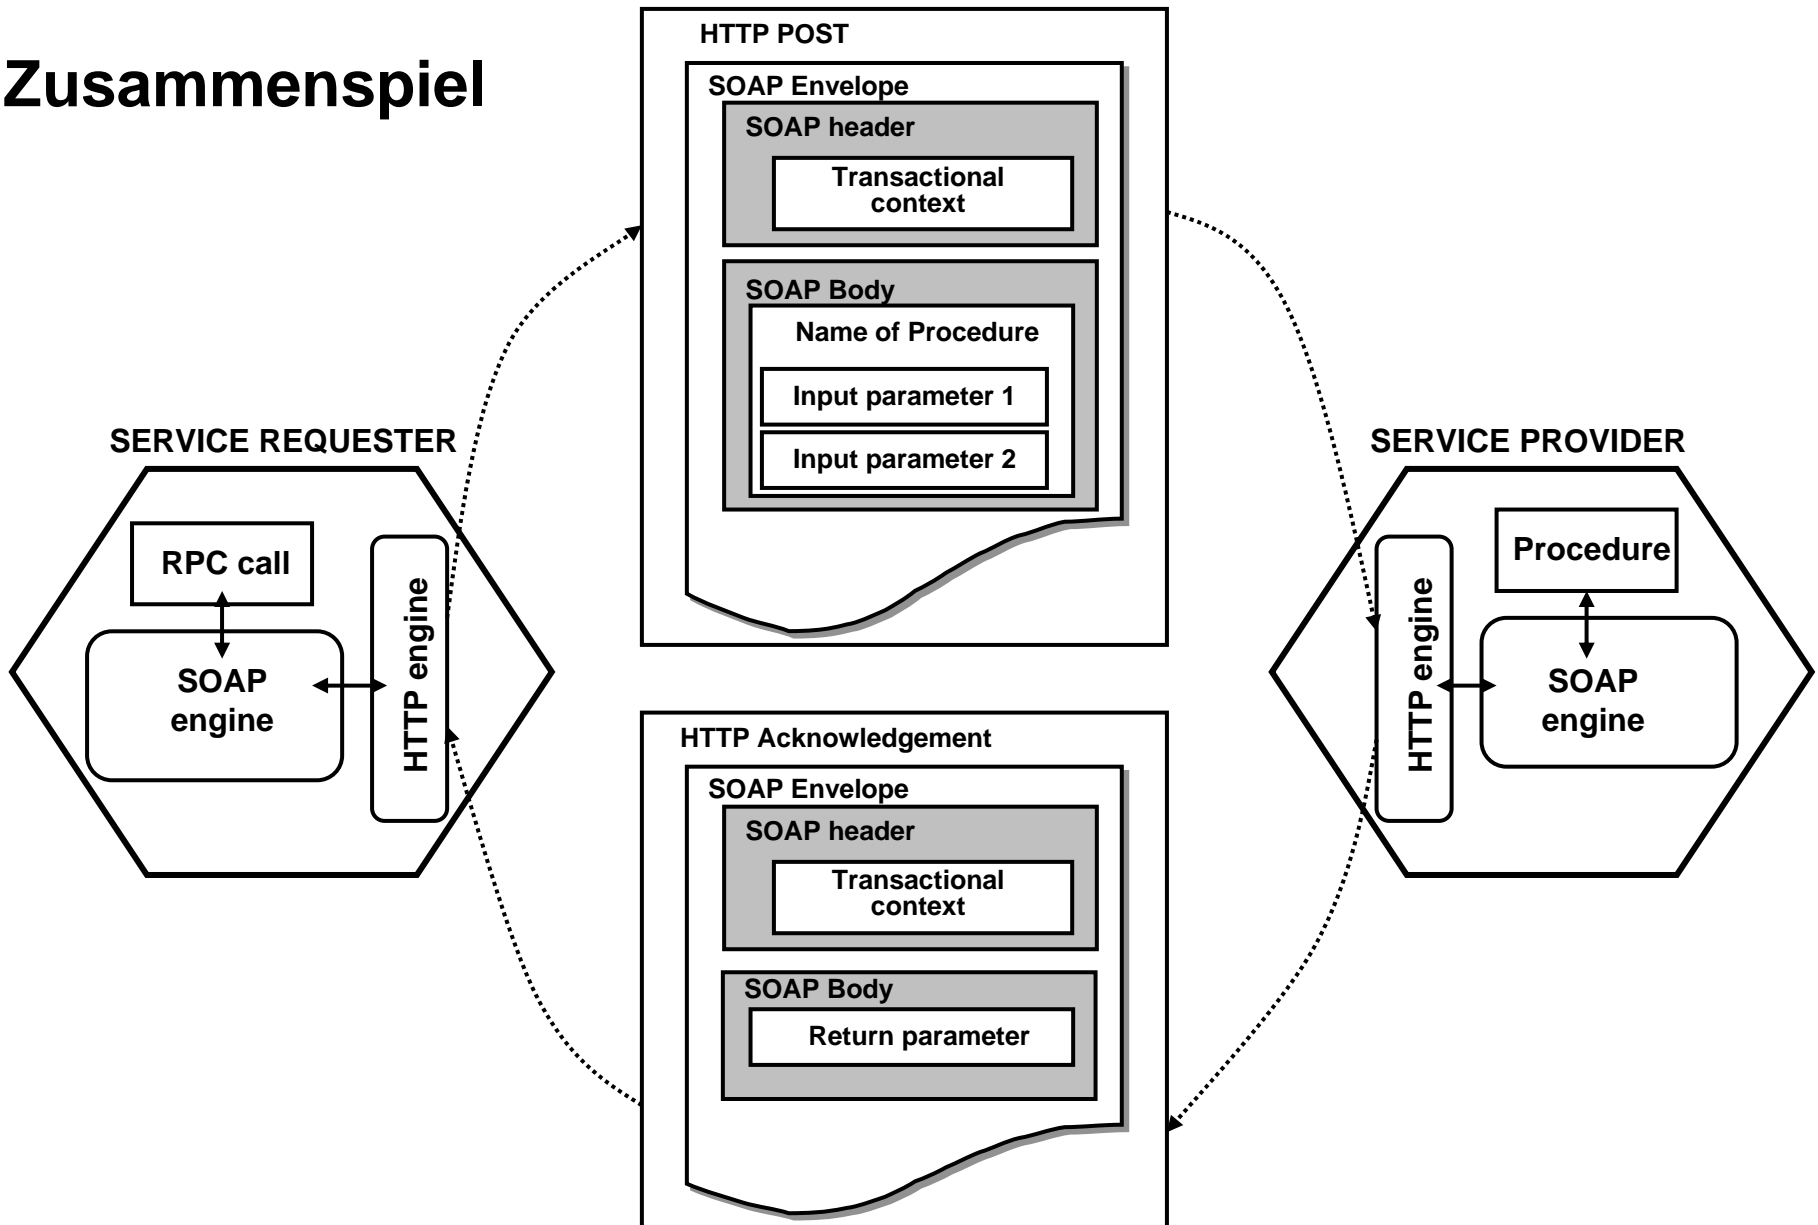 Zusammenspiel
HTTP POST
SOAP Envelope
SOAP header
Transactional
context
SOAP Body
Name of Procedure
Input parameter 1
Input parameter 2
SERVICE REQUESTER
RPC call
SOAP
engine
HTTP engine
SERVICE PROVIDER
Procedure
HTTP engine
SOAP
engine
HTTP Acknowledgement
SOAP Envelope
SOAP header
Transactional
context
SOAP Body
Return parameter